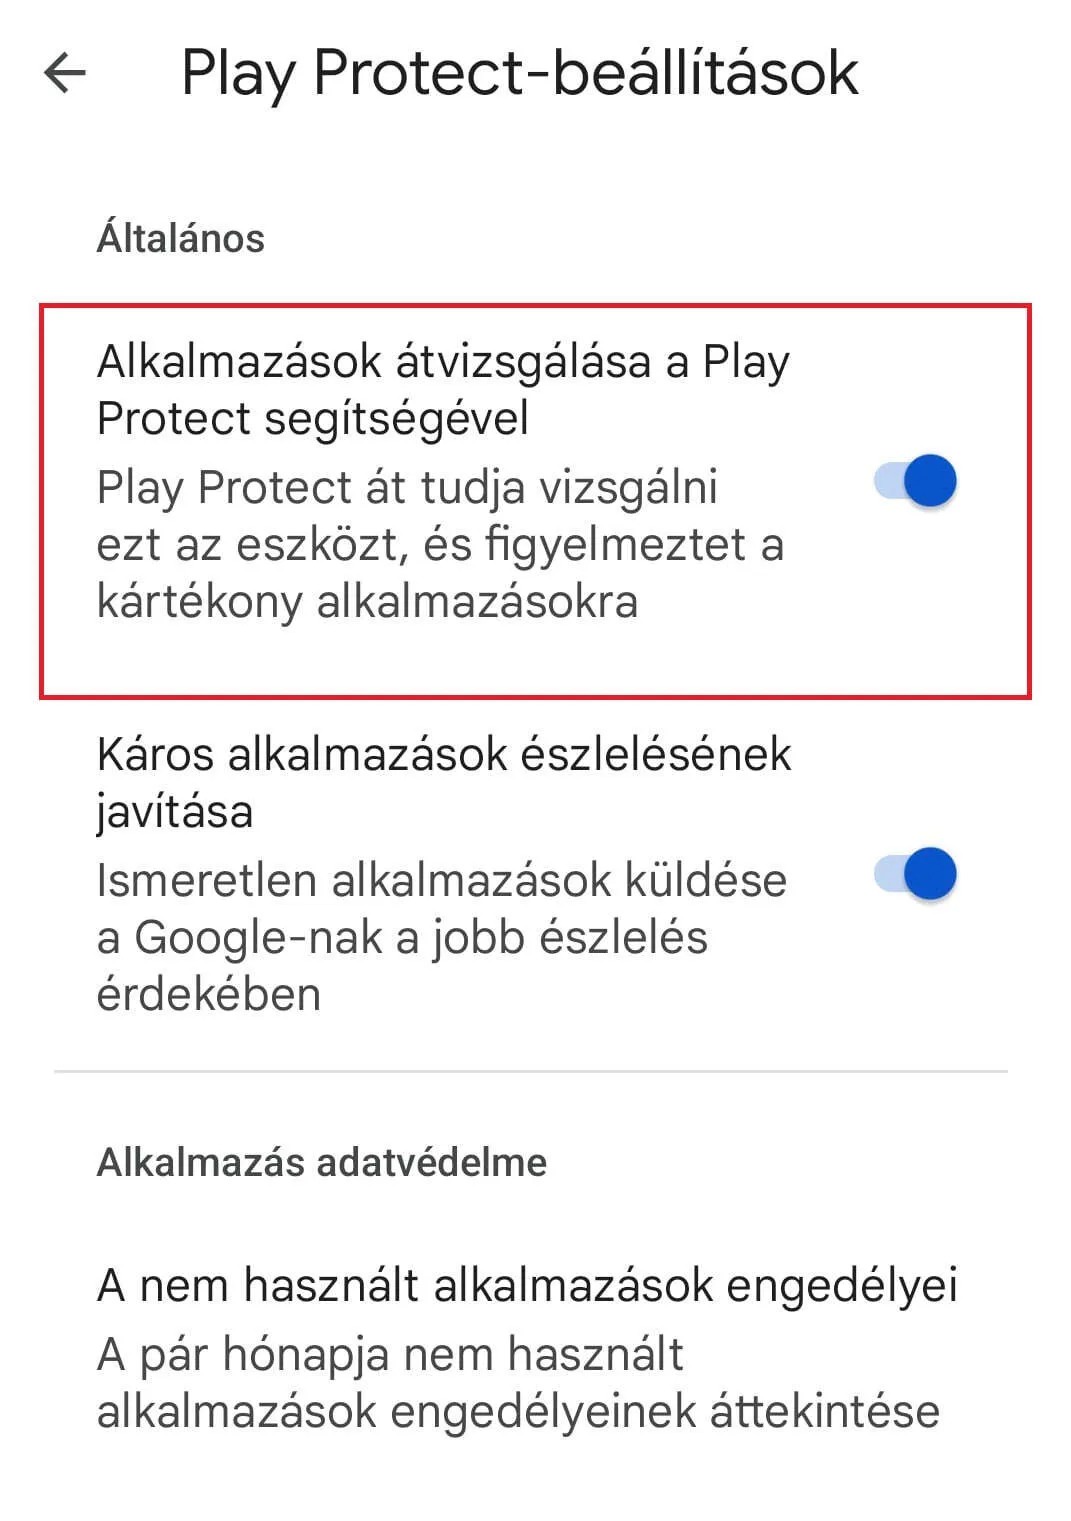 Play Protect-beállítások
Általános
Alkalmazások átvizsgálása a Play
Protect segítségével
Play Protect át tudja vizsgálni
ezt az eszközt, és figyelmeztet a
kártékony alkalmazásokra
Káros alkalmazások észlelésének
javítása
Ismeretlen alkalmazások küldése
a Google-nak a jobb észlelés
érdekében
Alkalmazás adatvédelme
A nem használt alkalmazások engedélyei
A pár hónapja nem használt
alkalmazások engedélyeinek áttekintése